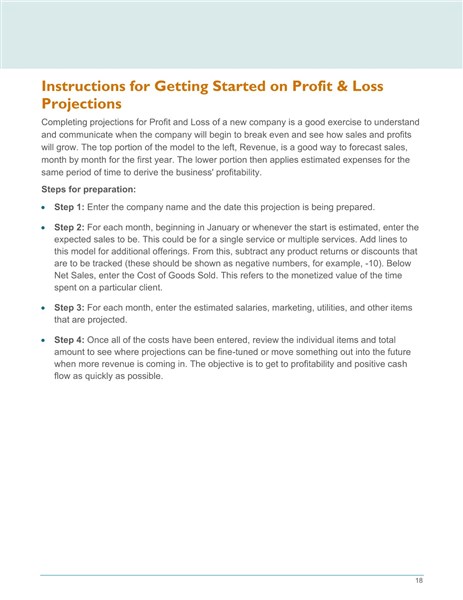 Instructions for Getting Started on Profit & Loss
Projections
Completing projections for Profit and Loss of a new company is a good exercise to understand
and communicate when the company will begin to break even and see how sales and profits
will grow. The top portion of the model to the left, Revenue, is a good way to forecast sales,
month by month for the first year. The lower portion then applies estimated expenses for the
same period of time to derive the business' profitability.
Steps for preparation:
• Step 1: Enter the company name and the date this projection is being prepared.
• Step 2: For each month, beginning in January or whenever the start is estimated, enter the
expected sales to be. This could be for a single service or multiple services. Add lines to
this model for additional offerings. From this, subtract any product returns or discounts that
are to be tracked (these should be shown as negative numbers, for example, -10). Below
Net Sales, enter the Cost of Goods Sold. This refers to the monetized value of the time
spent on a particular client.
• Step 3: For each month, enter the estimated salaries, marketing, utilities, and other items
that are projected.
• Step 4: Once all of the costs have been entered, review the individual items and total
amount to see where projections can be fine-tuned or move something out into the future
when more revenue is coming in. The objective is to get to profitability and positive cash
flow as quickly as possible.
18